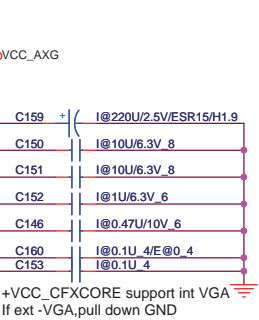 VCC_AXG
C159 + I@220U/2.5V/ESR15/H1.9
C150 I@10U/6.3V_8
C151 I@10U/6.3V_8
C152 I@1U/6.3V_6
C146 I@0.47U/10V_6
C160 I@0.1U_4/E@0_4
C153 I@0.1U_4
+VCC_CFXCORE support int VGA
If ext -VGA,pull down GND